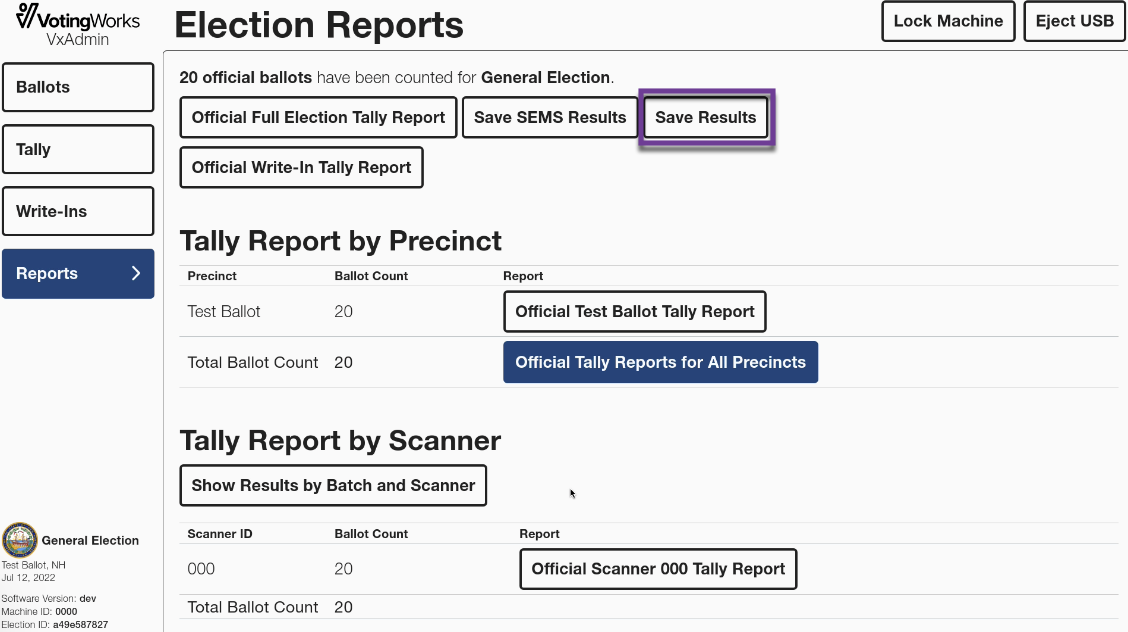 VotingWorks
VxAdmin
Election Reports
Lock Machine
Eject USB
Ballots
Tally
Write-Ins
Reports
20 official ballots have been counted for General Election.
Official Full Election Tally Report
Save SEMS Results
Save Results
Official Write-In Tally Report
Tally Report by Precinct
Precinct Ballot Count Report
Test Ballot 20 Official Test Ballot Tally Report
Total Ballot Count 20 Official Tally Reports for All Precincts
Tally Report by Scanner
Show Results by Batch and Scanner
Scanner ID Ballot Count Report
000 20 Official Scanner 000 Tally Report
Total Ballot Count 20
General Election
Test Ballot, NH
Jul 12, 2022
Software Version: dev
Machine ID: 0000
Election ID: a49e587827